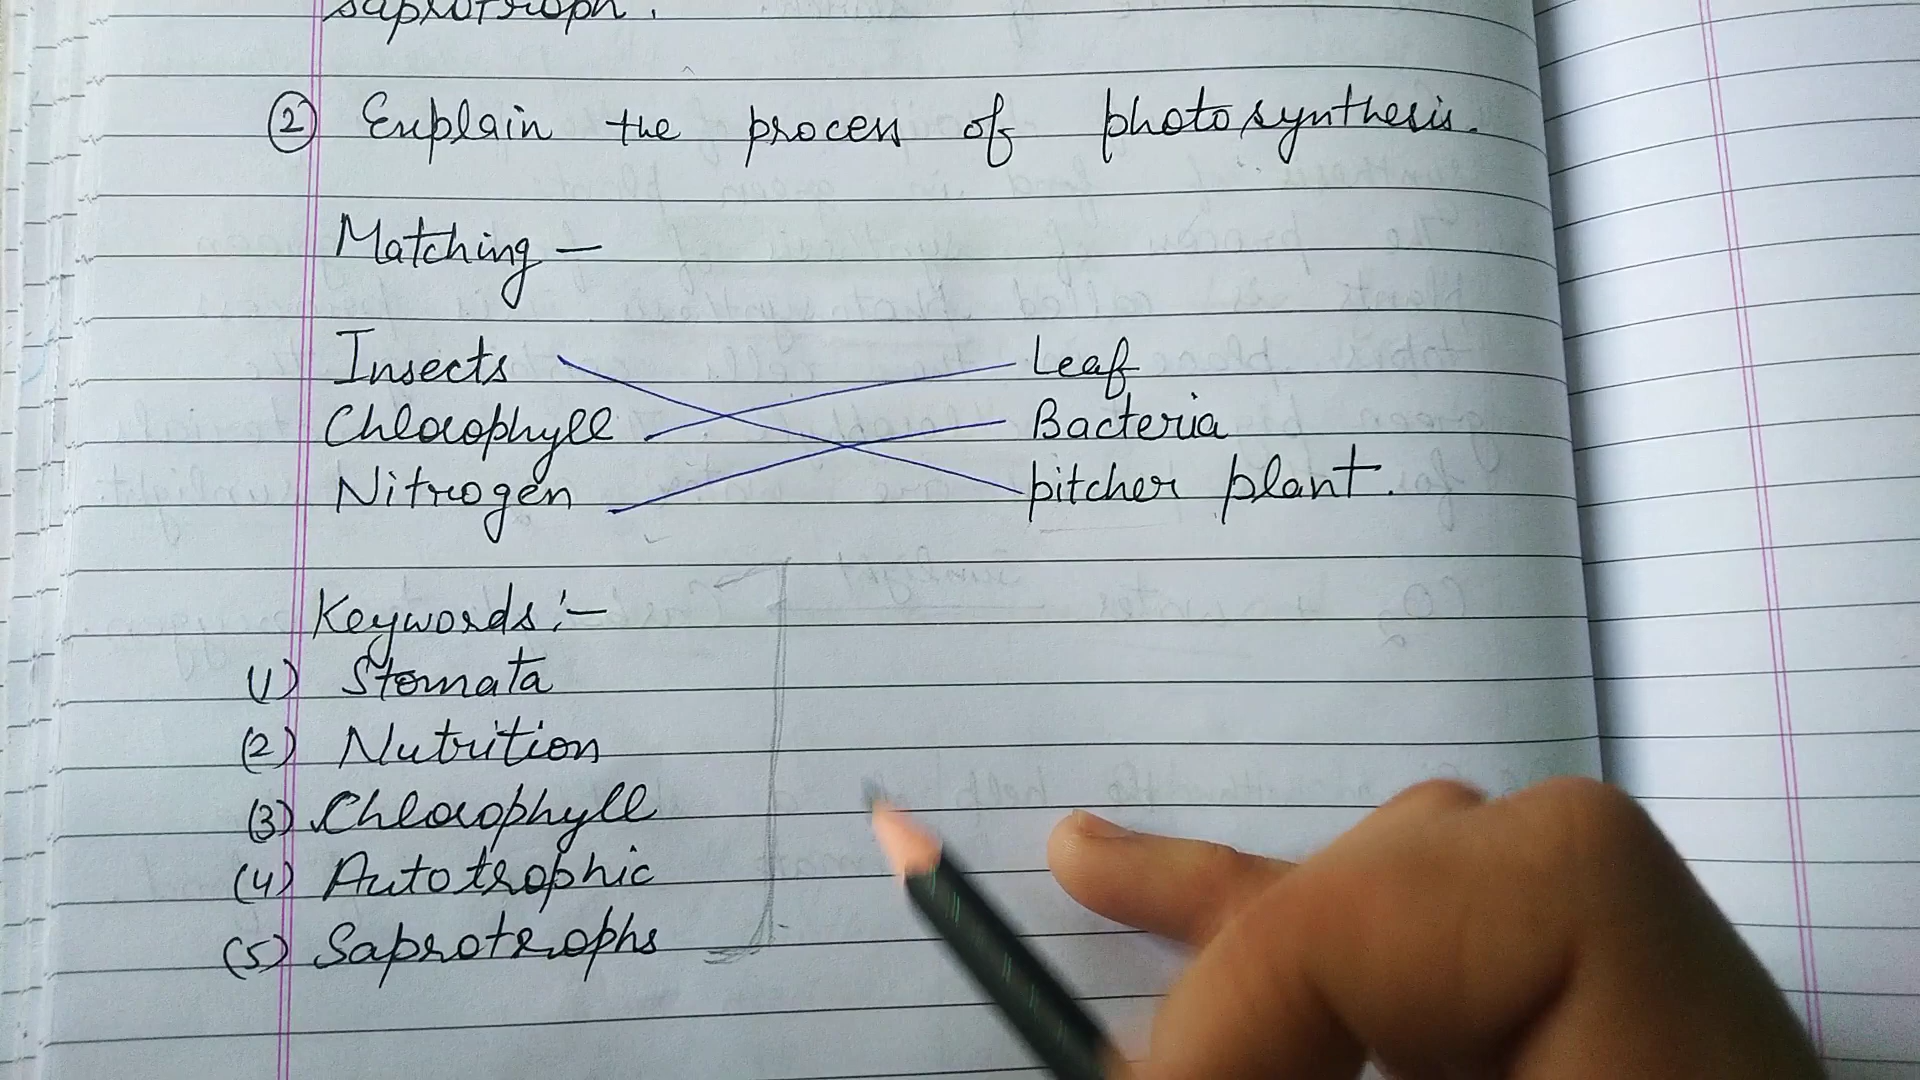 saprotroph.
② Explain the process of photosynthesis.
Matching –
Insects Leaf
Chlorophyll Bacteria
Nitrogen pitcher plant.
Keywords :–
(1) Stomata
(2) Nutrition
(3) Chlorophyll
(4) Autotrophic
(5) Saprotrophs